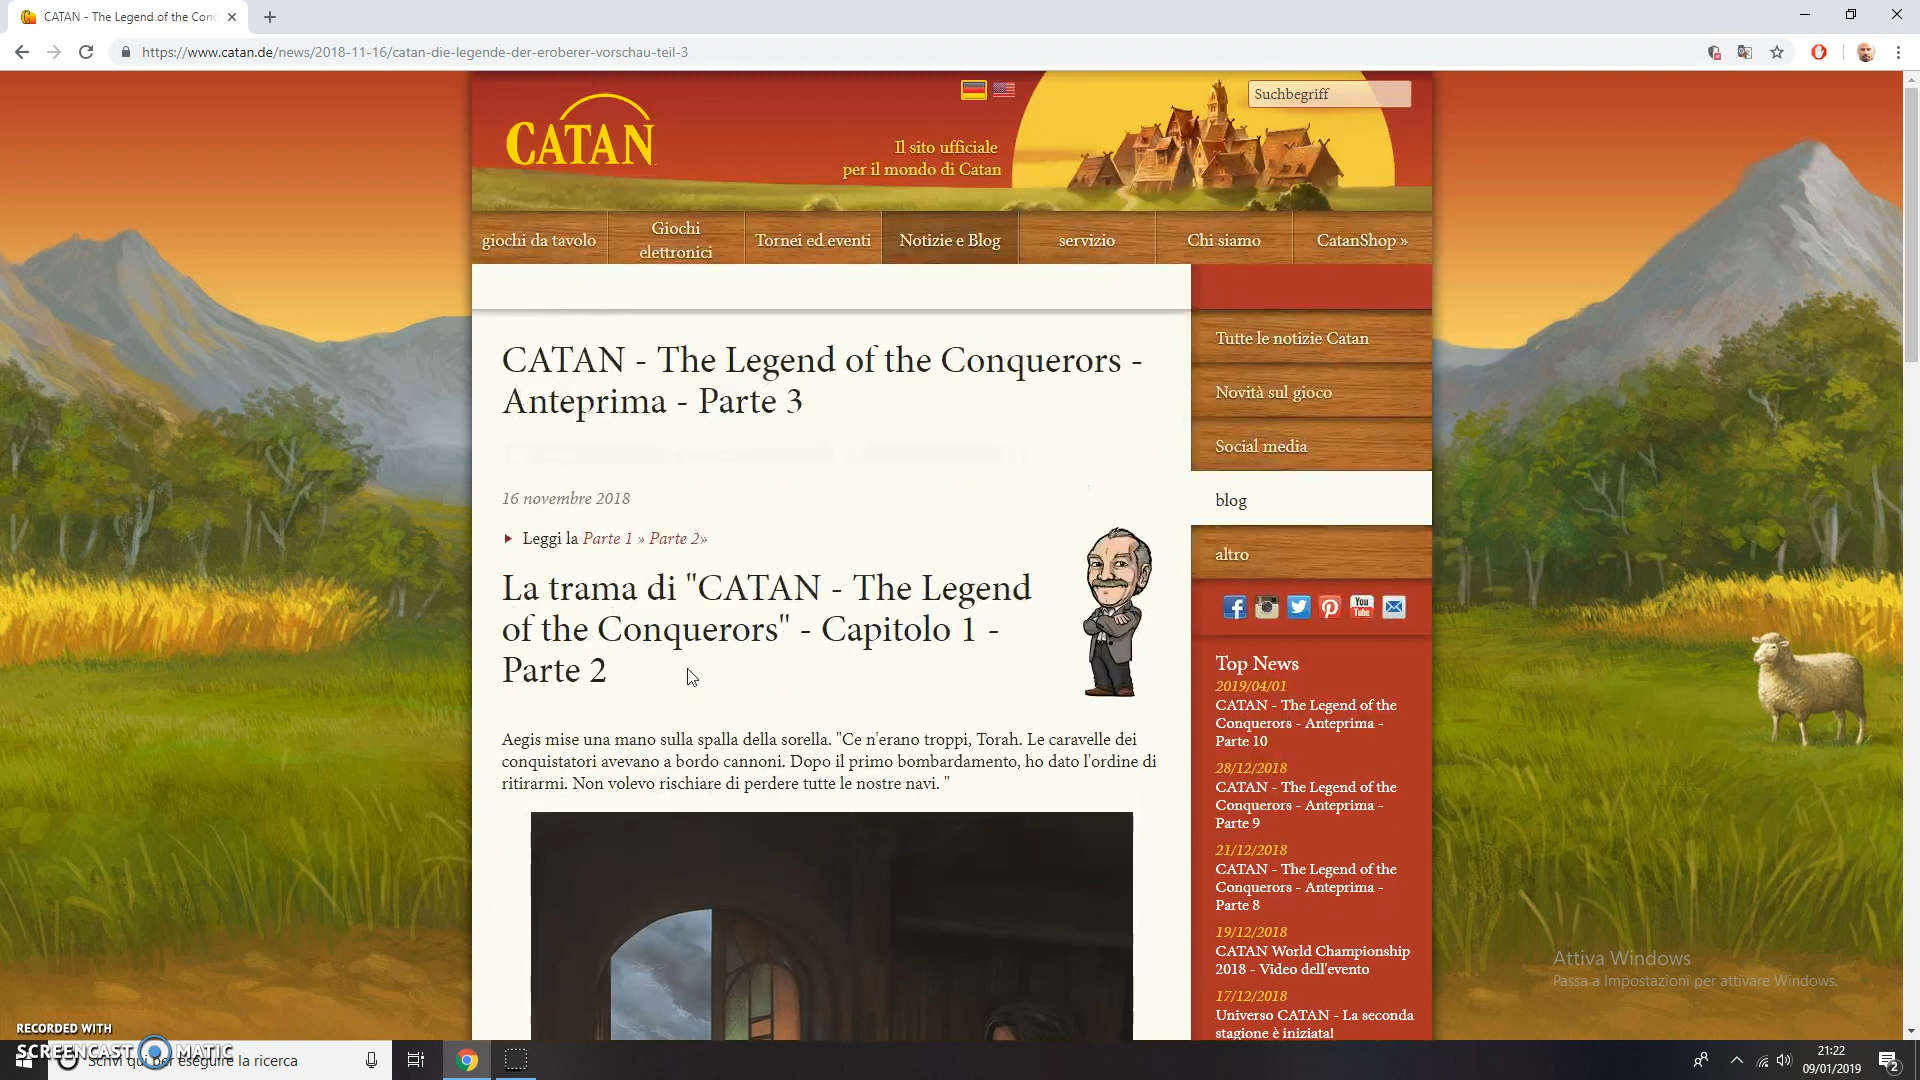 CATAN - The Legend of the Conq
https://www.catan.de/news/2018-11-16/catan-die-legende-der-eroberer-vorschau-teil-3
CATAN
Il sito ufficiale
per il mondo di Catan
Suchbegriff
giochi da tavolo
Giochi
elettronici
Tornei ed eventi
Notizie e Blog
servizio
Chi siamo
CatanShop »
CATAN - The Legend of the Conquerors -
Anteprima - Parte 3
16 novembre 2018
Leggi la Parte 1 » Parte 2»
La trama di "CATAN - The Legend
of the Conquerors" - Capitolo 1 -
Parte 2
Aegis mise una mano sulla spalla della sorella. "Ce n'erano troppi, Torah. Le caravelle dei
conquistatori avevano a bordo cannoni. Dopo il primo bombardamento, ho dato l'ordine di
ritirarmi. Non volevo rischiare di perdere tutte le nostre navi. "
Tutte le notizie Catan
Novità sul gioco
Social media
blog
altro
You
Tube
Top News
2019/04/01
CATAN - The Legend of the
Conquerors - Anteprima -
Parte 10
28/12/2018
CATAN - The Legend of the
Conquerors - Anteprima -
Parte 9
21/12/2018
CATAN - The Legend of the
Conquerors - Anteprima -
Parte 8
19/12/2018
CATAN World Championship
2018 - Video dell'evento
17/12/2018
Universo CATAN - La seconda
stagione è iniziata!
Attiva Windows
Passa a Impostazioni per attivare Windows.
RECORDED WITH
SCREENCAST MATIC
Scrivi qui per eseguire la ricerca
21:22
09/01/2019
2